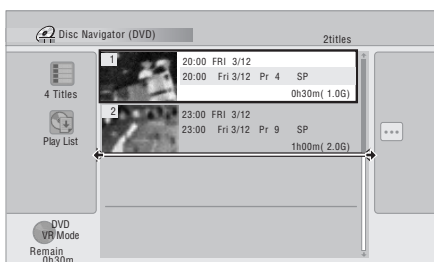 Disc Navigator (DVD)
2titles
4 Titles
Play List
1
20:00 FRI 3/12
20:00 Fri 3/12 Pr 4 SP
0h30m( 1.0G)
2
23:00 FRI 3/12
23:00 Fri 3/12 Pr 9 SP
1h00m( 2.0G)
DVD
VR Mode
Remain
0h30m